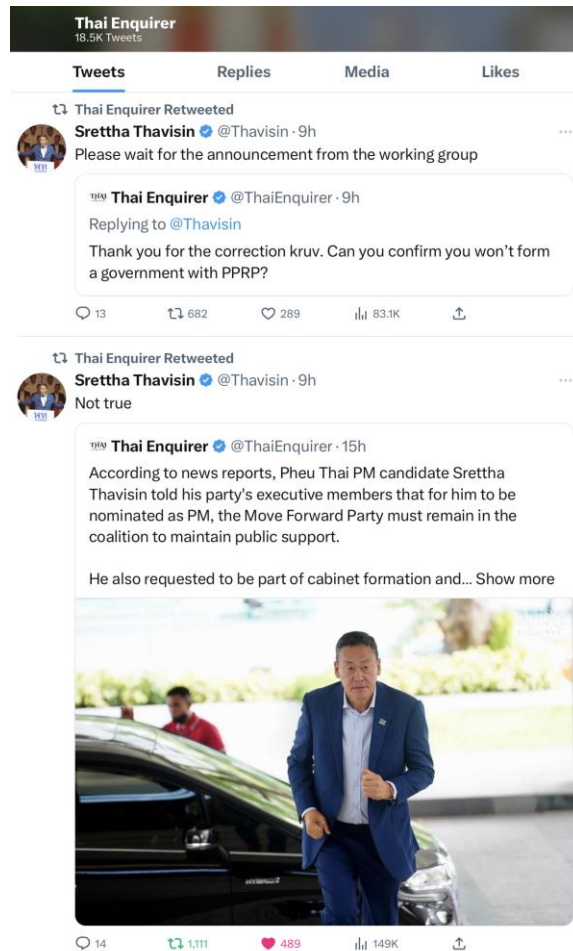 Thai Enquirer
18.5K Tweets
Tweets Replies Media Likes
Thai Enquirer Retweeted
Srettha Thavisin @Thavisin · 9h
Please wait for the announcement from the working group
THAI Thai Enquirer @ThaiEnquirer · 9h
Replying to @Thavisin
Thank you for the correction kruv. Can you confirm you won't form
a government with PPRP?
13 682 289 83.1K
Thai Enquirer Retweeted
Srettha Thavisin @Thavisin · 9h
Not true
THAI Thai Enquirer @ThaiEnquirer · 15h
According to news reports, Pheu Thai PM candidate Srettha
Thavisin told his party's executive members that for him to be
nominated as PM, the Move Forward Party must remain in the
coalition to maintain public support.
He also requested to be part of cabinet formation and... Show more
HYBRID
14 1,111 489 149K